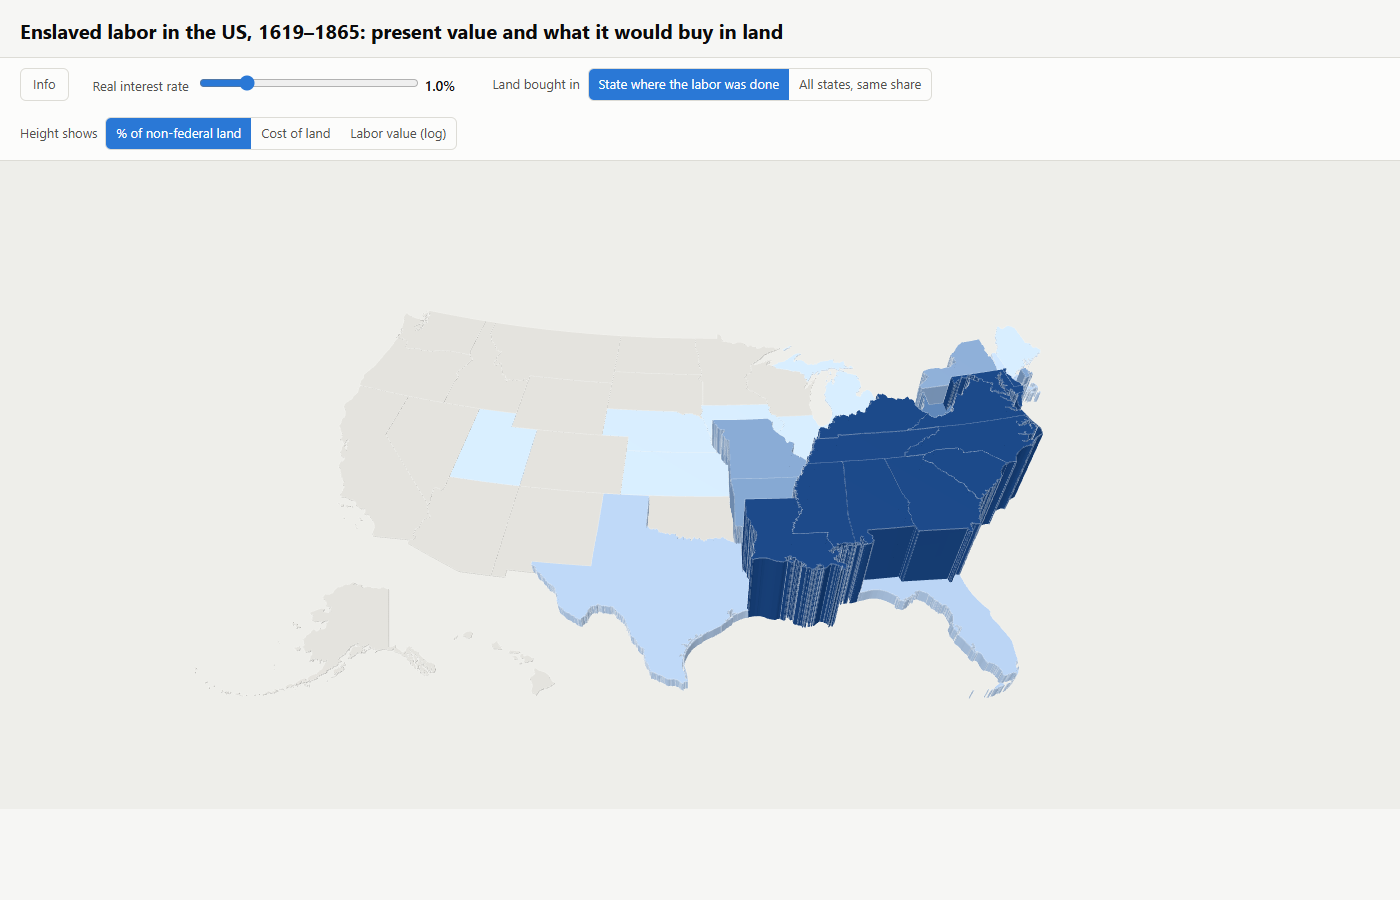 Enslaved labor in the US, 1619–1865: present value and what it would buy in land
Info
Real interest rate
1.0%
Land bought in
State where the labor was done
All states, same share
Height shows
% of non-federal land
Cost of land
Labor value (log)